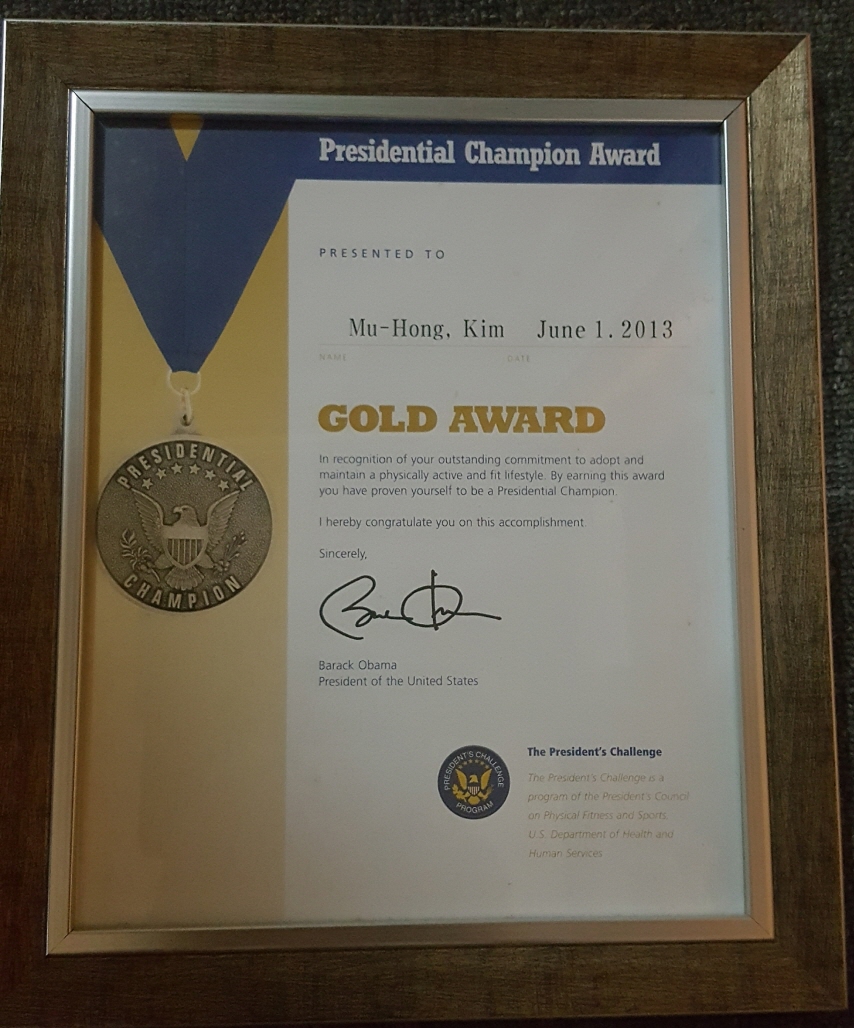 Presidential Champion Award
PRESENTED TO
Mu-Hong, Kim June 1. 2013
NAME DATE
GOLD AWARD
In recognition of your outstanding commitment to adopt and
maintain a physically active and fit lifestyle. By earning this award
you have proven yourself to be a Presidential Champion.
I hereby congratulate you on this accomplishment.
Sincerely,
Barack Obama
President of the United States
PRESIDENTIAL
CHAMPION
PRESIDENT'S CHALLENGE
PROGRAM
The President's Challenge
The President's Challenge is a
program of the President's Council
on Physical Fitness and Sports,
U.S. Department of Health and
Human Services